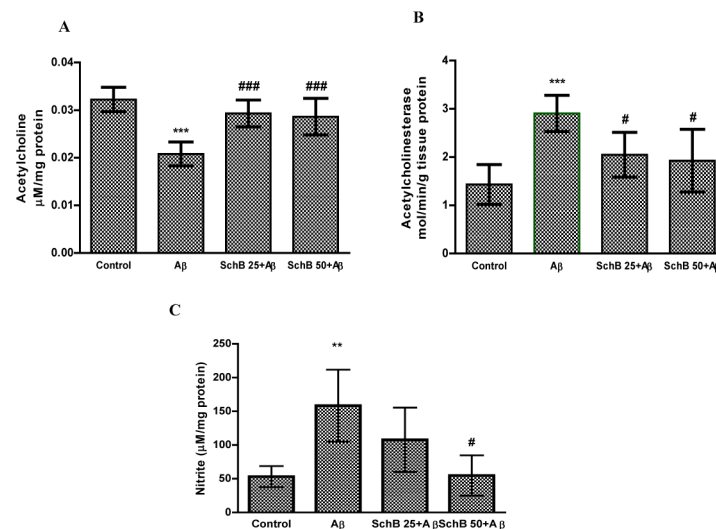 A
Acetylcholine
μM/mg protein
0.04
0.03
0.02
0.01
0.00
***
###
###
Control
Aβ
SchB 25+Aβ
SchB 50+Aβ
B
Acetylcholinesterase
mol/min/g tissue protein
4
3
2
1
0
***
#
#
Control
Aβ
SchB 25+Aβ
SchB 50+Aβ
C
Nitrite (μM/mg protein)
250
200
150
100
50
0
**
#
Control
Aβ
SchB 25+A β
SchB 50+A β